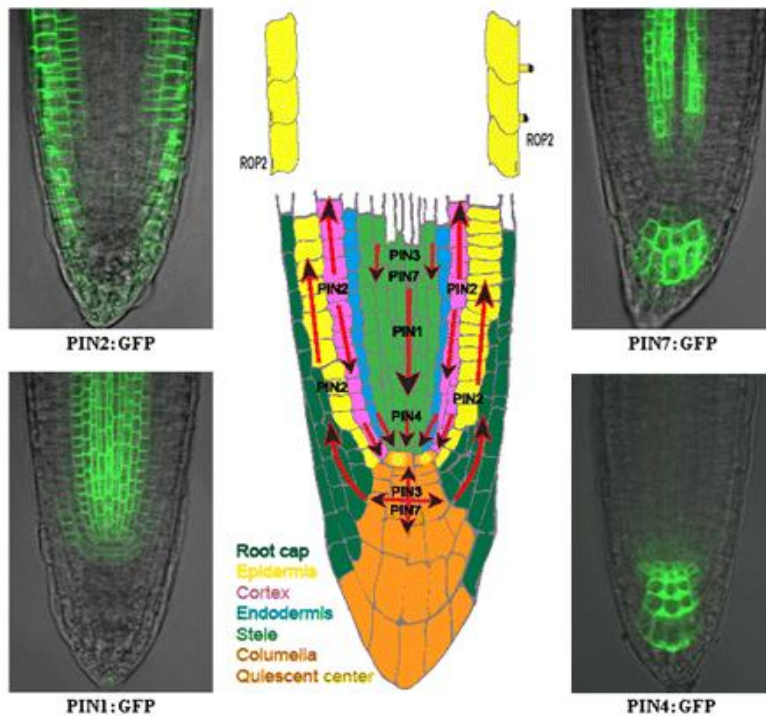 ROP2
ROP2
PIN3
PIN7
PIN2
PIN2
PIN1
PIN2
PIN2
PIN4
PIN3
PIN7
Root cap
Epidermis
Cortex
Endodermis
Stele
Columella
Quiescent center
PIN2:GFP
PIN7:GFP
PIN1:GFP
PIN4:GFP